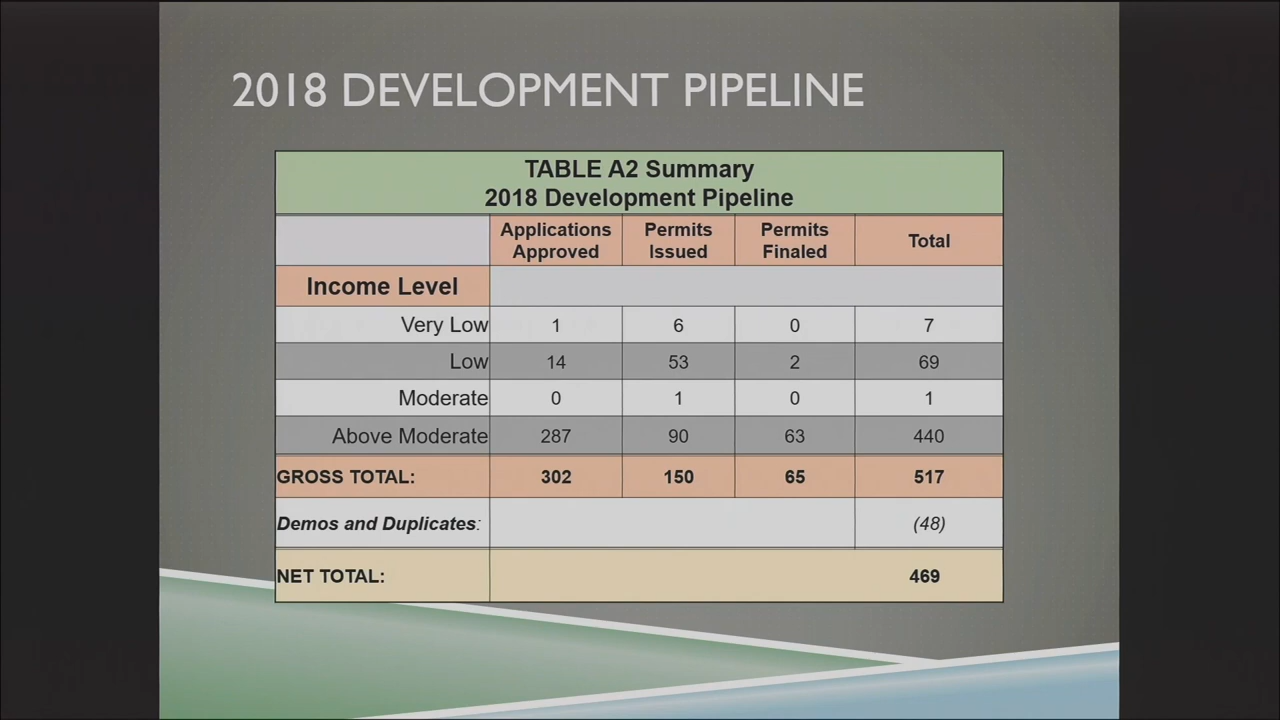 2018 DEVELOPMENT PIPELINE
TABLE A2 Summary
2018 Development Pipeline
Applications Approved Permits Issued Permits Finaled Total
Income Level
Very Low 1 6 0 7
Low 14 53 2 69
Moderate 0 1 0 1
Above Moderate 287 90 63 440
GROSS TOTAL: 302 150 65 517
Demos and Duplicates: (48)
NET TOTAL: 469